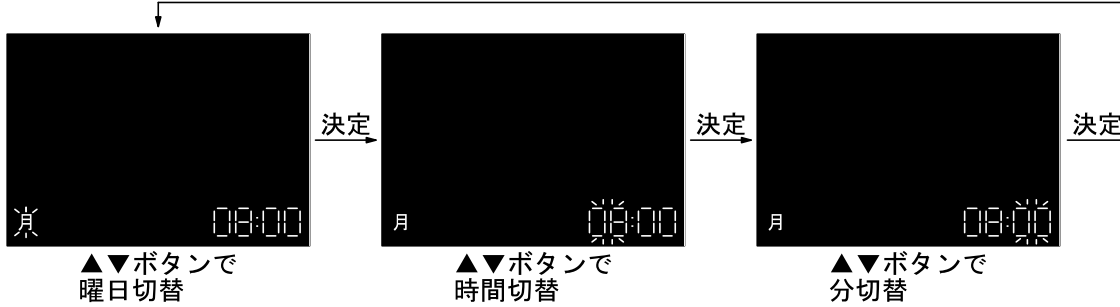 月
08:00
決定
月
08:00
決定
月
08:00
決定
▲▼ボタンで
曜日切替
▲▼ボタンで
時間切替
▲▼ボタンで
分切替